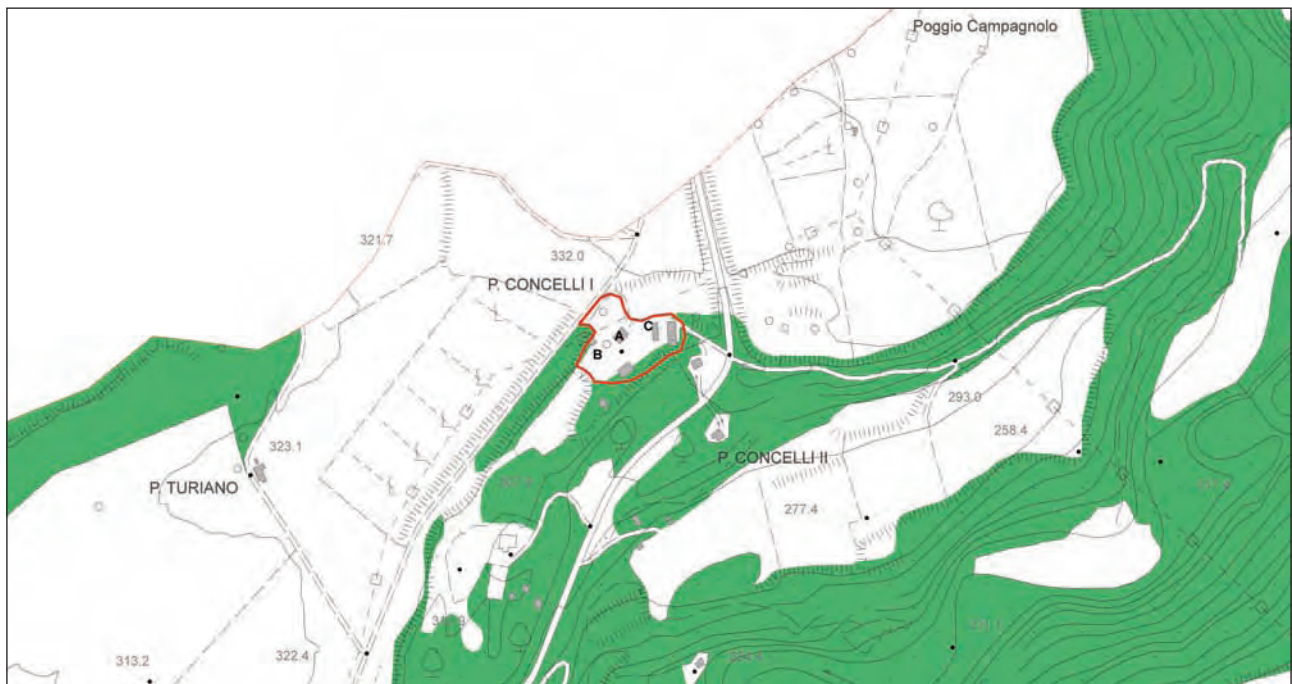 Poggio Campagnolo
321.7
332.0
P. CONCELLI I
C
A
B
293.0
258.4
323.1
P. CONCELLI II
P. TURIANO
277.4
322.4
313.2